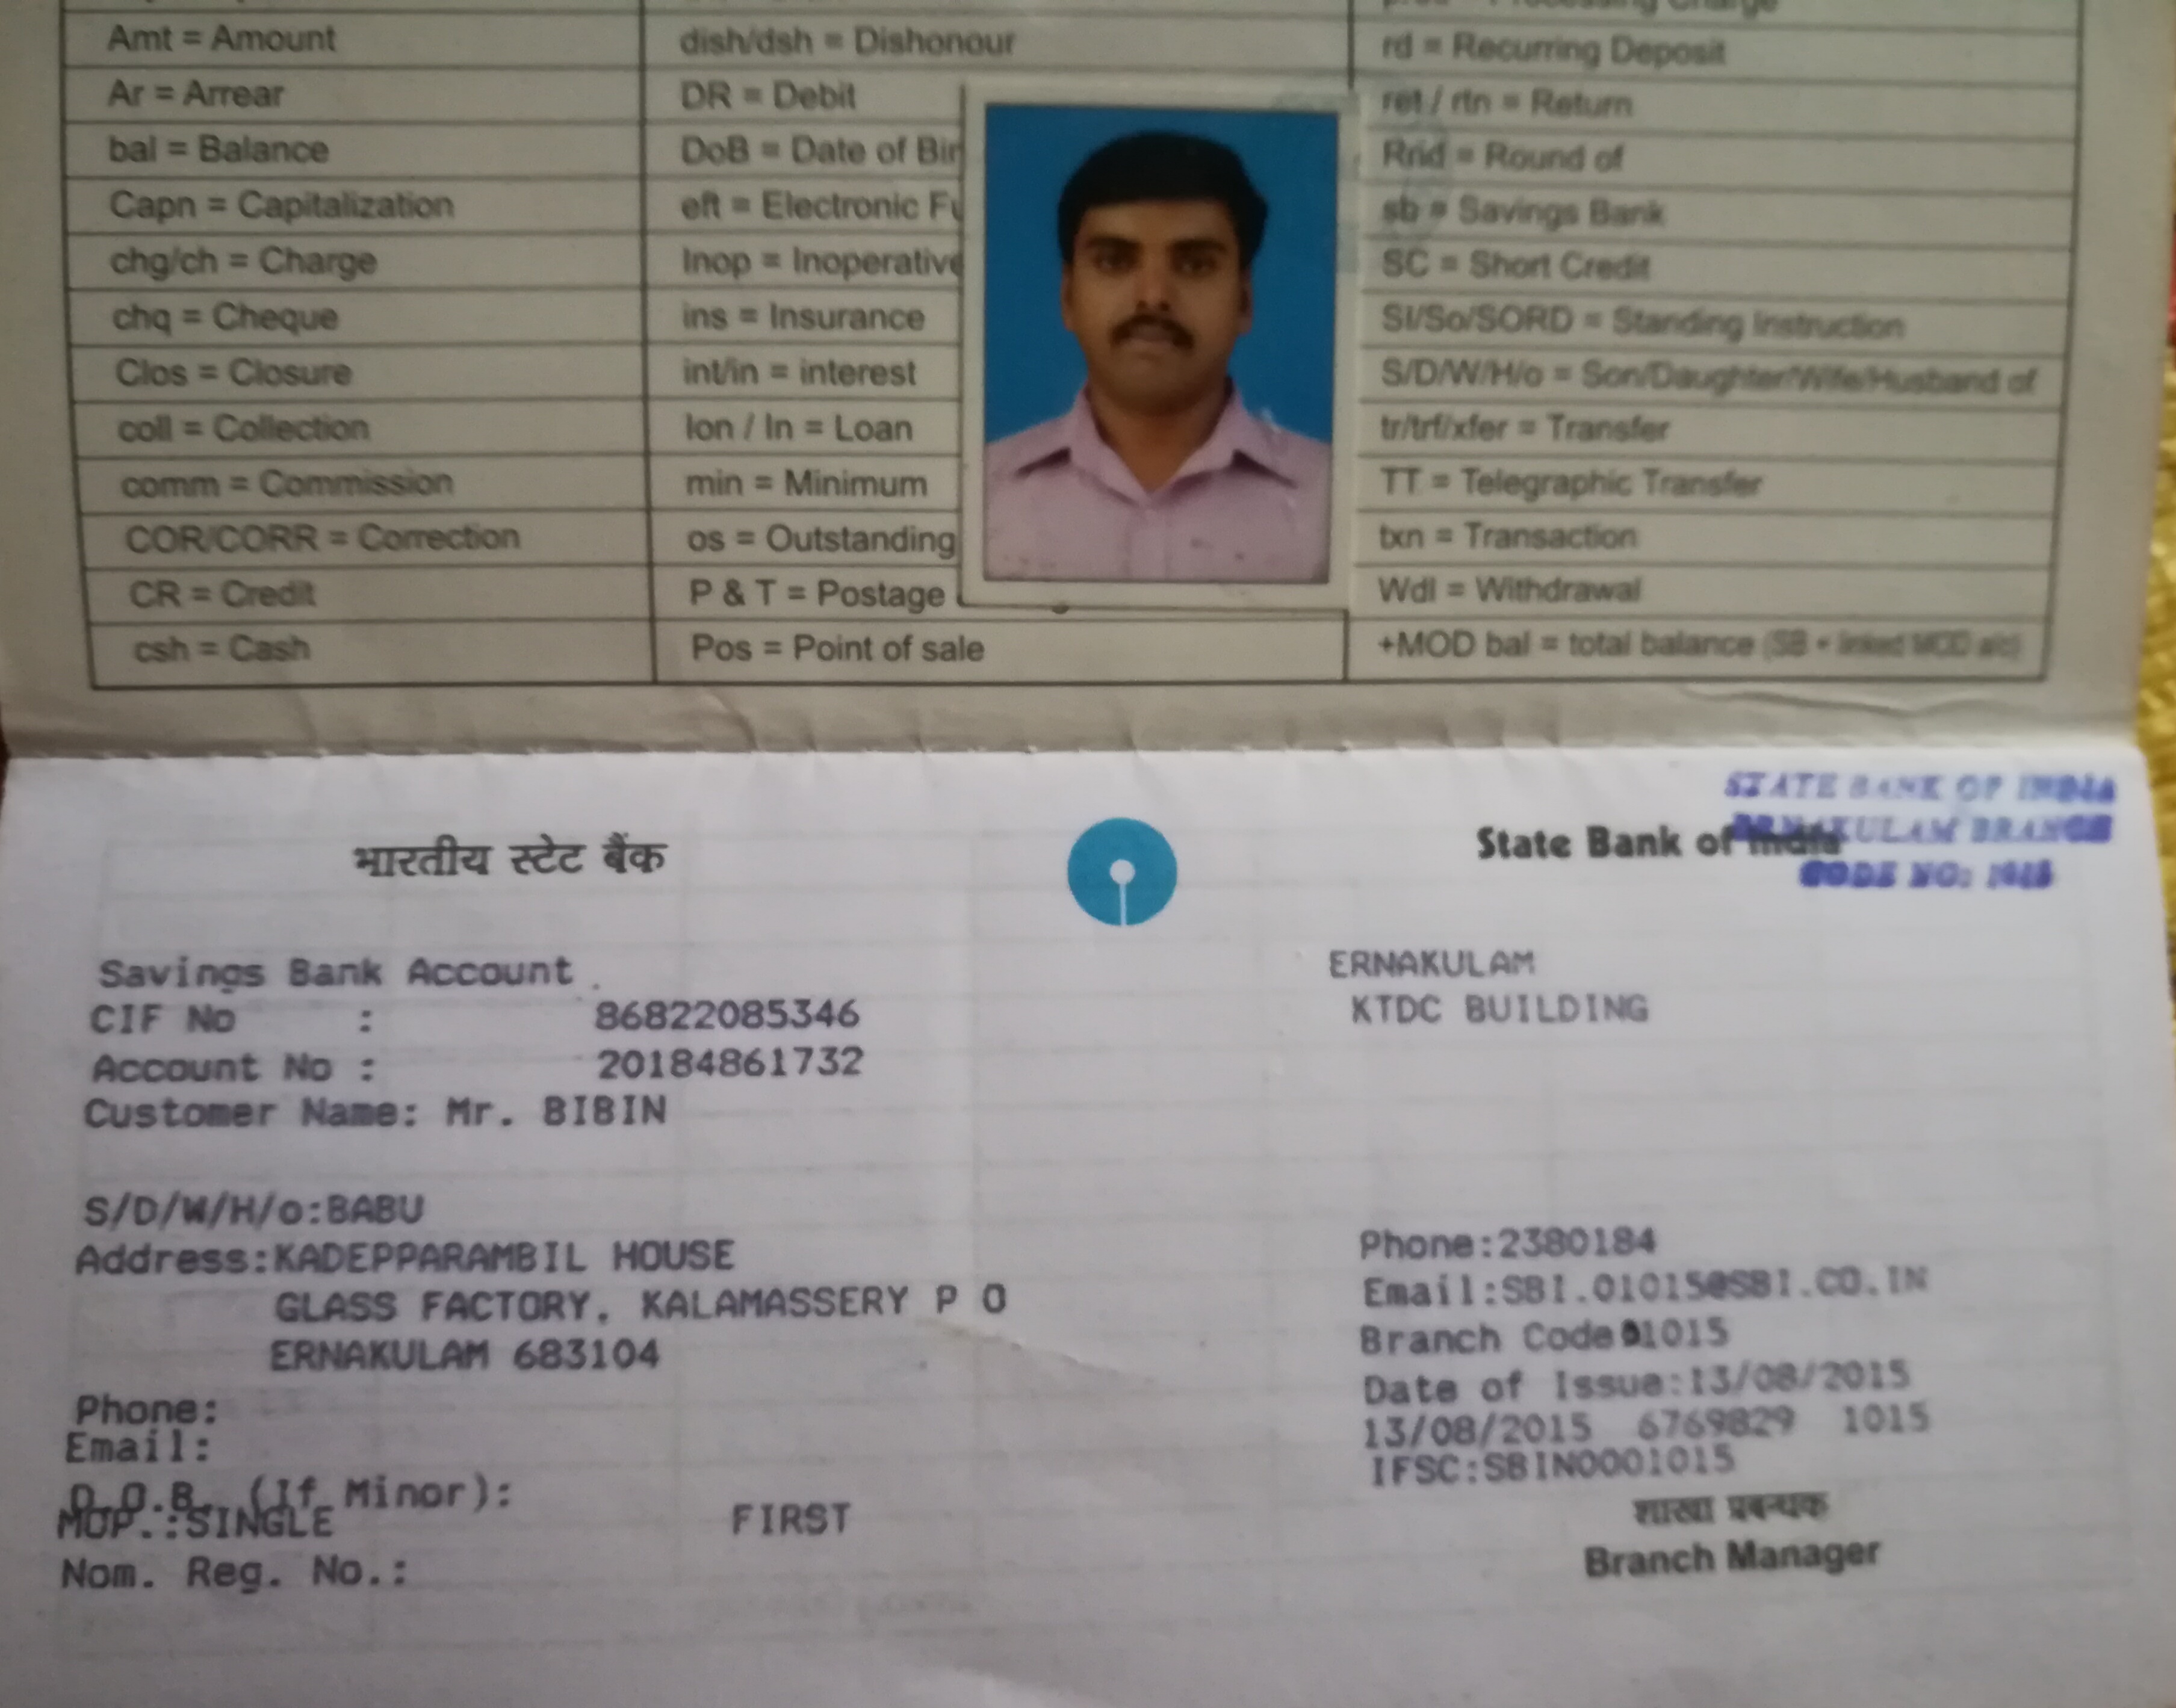 Amt = Amount
dish/dsh = Dishonour
rd = Recurring Deposit
Ar = Arrear
DR = Debit
ret / rtn = Return
bal = Balance
DoB = Date of Bir
Rnd = Round of
Capn = Capitalization
eft = Electronic Fu
sb = Savings Bank
chg/ch = Charge
Inop = Inoperative
SC = Short Credit
chq = Cheque
ins = Insurance
SI/So/SORD = Standing Instruction
Clos = Closure
int/in = interest
S/D/W/H/o = Son/Daughter/Wife/Husband of
coll = Collection
lon / ln = Loan
tr/trf/xfer = Transfer
comm = Commission
min = Minimum
TT = Telegraphic Transfer
COR/CORR = Correction
os = Outstanding
txn = Transaction
CR = Credit
P & T = Postage
Wdl = Withdrawal
csh = Cash
Pos = Point of sale
+MOD bal = total balance (SB + linked MOD a/c)
STATE BANK OF INDIA
ERNAKULAM BRANCH
CODE NO:
भारतीय स्टेट बैंक
State Bank of India
Savings Bank Account
ERNAKULAM
CIF No : 86822085346
KTDC BUILDING
Account No : 20184861732
Customer Name: Mr. BIBIN
S/D/W/H/o:BABU
Address:KADEPPARAMBIL HOUSE
GLASS FACTORY, KALAMASSERY P O
ERNAKULAM 683104
Phone:
Email:
D.O.B. (If Minor):
MOP.:SINGLE FIRST
Nom. Reg. No.:
Phone:2380184
Email:SBI.01015@SBI.CO.IN
Branch Code 01015
Date of Issue:13/08/2015
13/08/2015 6769829 1015
IFSC:SBIN0001015
शाखा प्रबन्धक
Branch Manager